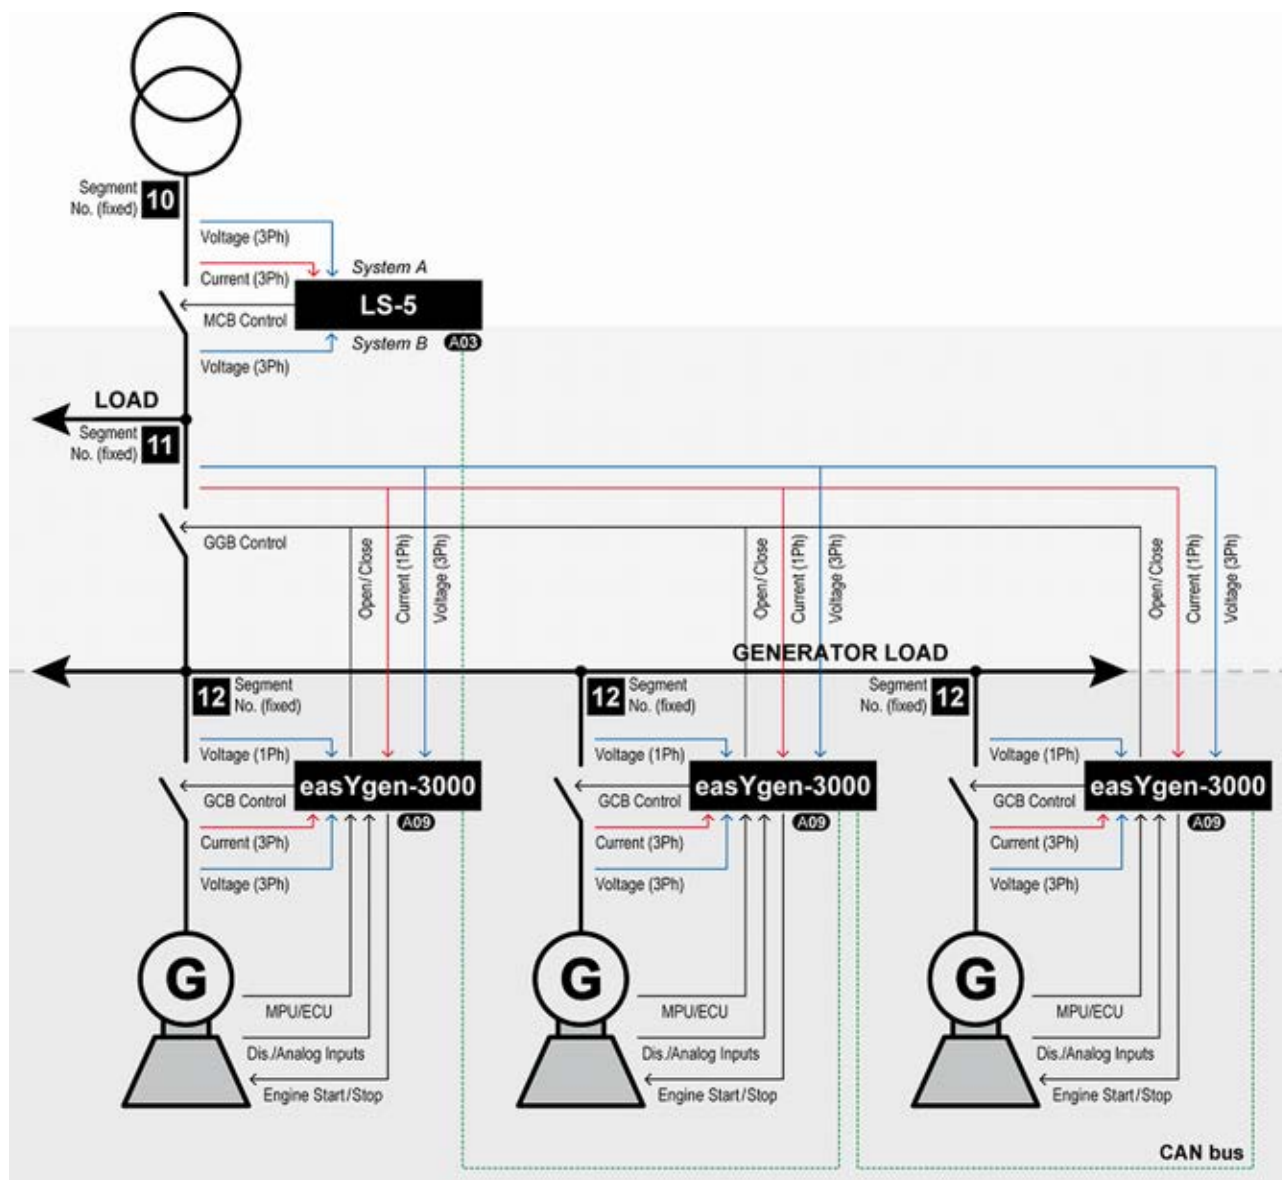 Segment
No. (fixed)
10
Voltage (3Ph)
Current (3Ph)
System A
LS-5
MCB Control
System B
A03
Voltage (3Ph)
LOAD
Segment
No. (fixed)
11
GGB Control
Open/Close
Current (1Ph)
Voltage (3Ph)
Open/Close
Current (1Ph)
Voltage (3Ph)
Open/Close
Current (1Ph)
Voltage (3Ph)
GENERATOR LOAD
12
Segment
No. (fixed)
12
Segment
No. (fixed)
Segment
No. (fixed)
12
Voltage (1Ph)
easYgen-3000
GCB Control
A09
Current (3Ph)
Voltage (3Ph)
Voltage (1Ph)
easYgen-3000
GCB Control
A09
Current (3Ph)
Voltage (3Ph)
Voltage (1Ph)
easYgen-3000
GCB Control
A09
Current (3Ph)
Voltage (3Ph)
G
MPU/ECU
Dis./Analog Inputs
Engine Start/Stop
G
MPU/ECU
Dis./Analog Inputs
Engine Start/Stop
G
MPU/ECU
Dis./Analog Inputs
Engine Start/Stop
CAN bus